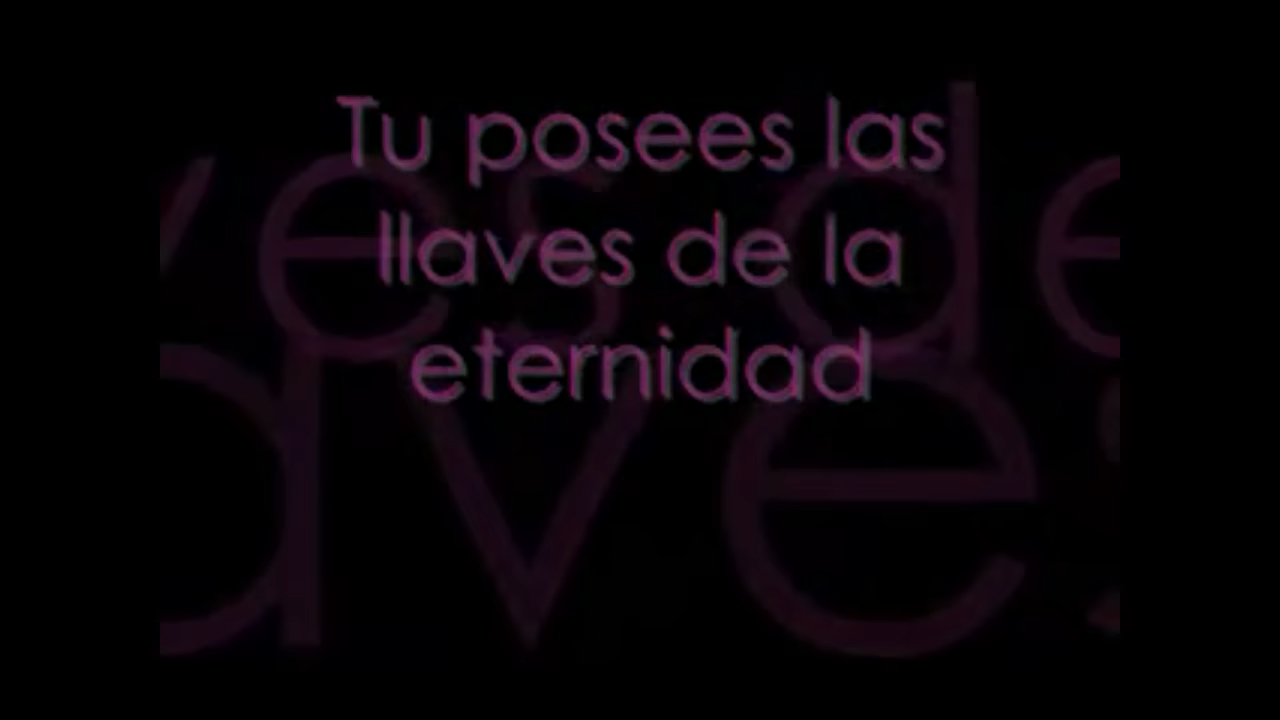 Tu posees las
llaves de la
eternidad